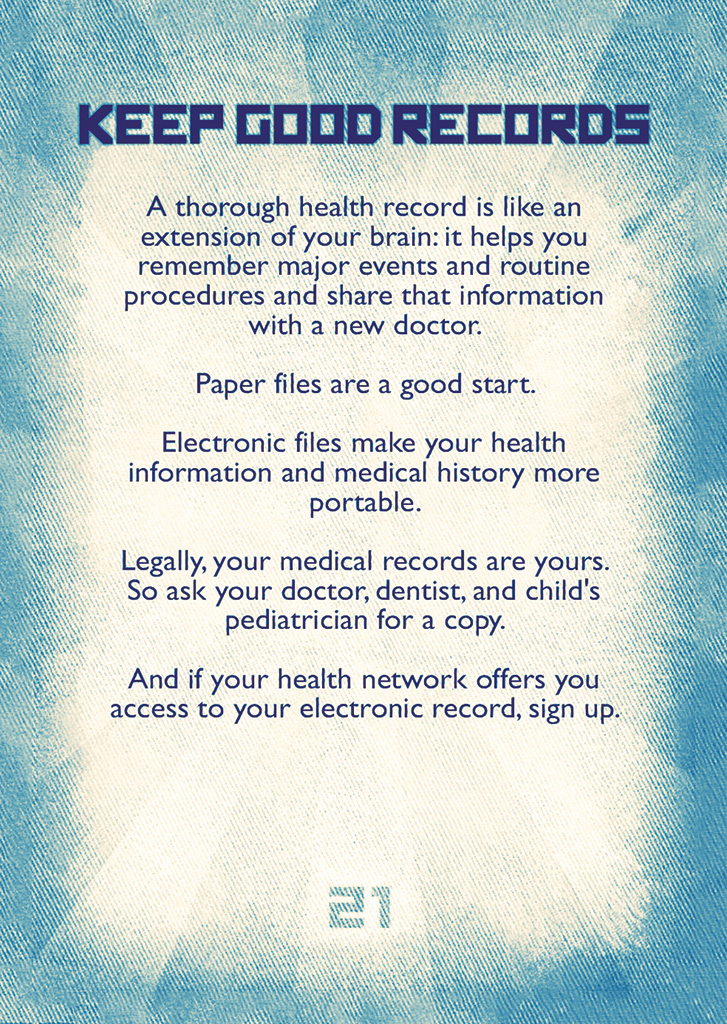 KEEP GOOD RECORDS
A thorough health record is like an
extension of your brain: it helps you
remember major events and routine
procedures and share that information
with a new doctor.
Paper files are a good start.
Electronic files make your health
information and medical history more
portable.
Legally, your medical records are yours.
So ask your doctor, dentist, and child's
pediatrician for a copy.
And if your health network offers you
access to your electronic record, sign up.
21